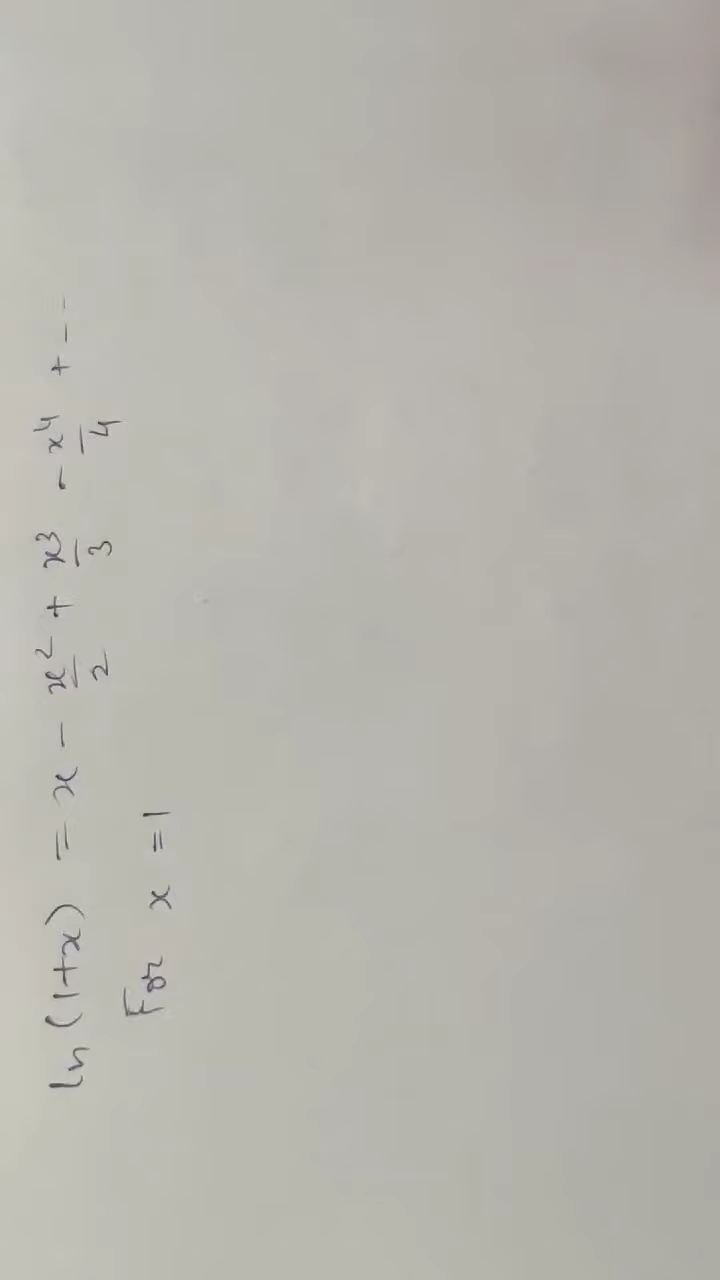 ln (1+x) = x - x²/2 + x³/3 - x⁴/4 + ---
For x = 1